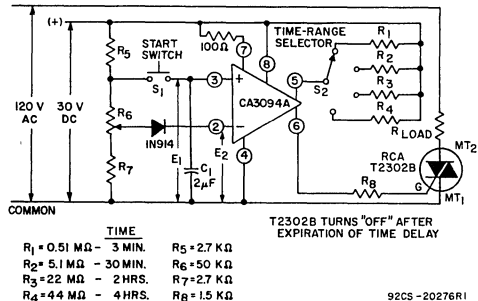 (+)
R5
START
SWITCH
S1
100Ω
7
8
TIME-RANGE
SELECTOR
R1
R2
R3
R4
S2
5
3
+
CA3094A
120 V
AC
30 V
DC
R6
6
RLOAD
MT2
1N914
2
−
E1
E2
C1
2μF
4
RCA
T2302B
R7
R8
G
MT1
COMMON
T2302B TURNS "OFF" AFTER
EXPIRATION OF TIME DELAY
TIME
R1 = 0.51 MΩ - 3 MIN. R5 = 2.7 KΩ
R2 = 5.1 MΩ - 30 MIN. R6 = 50 KΩ
R3 = 22 MΩ - 2 HRS. R7 = 2.7 KΩ
R4 = 44 MΩ - 4 HRS. R8 = 1.5 KΩ
92CS-20276R1